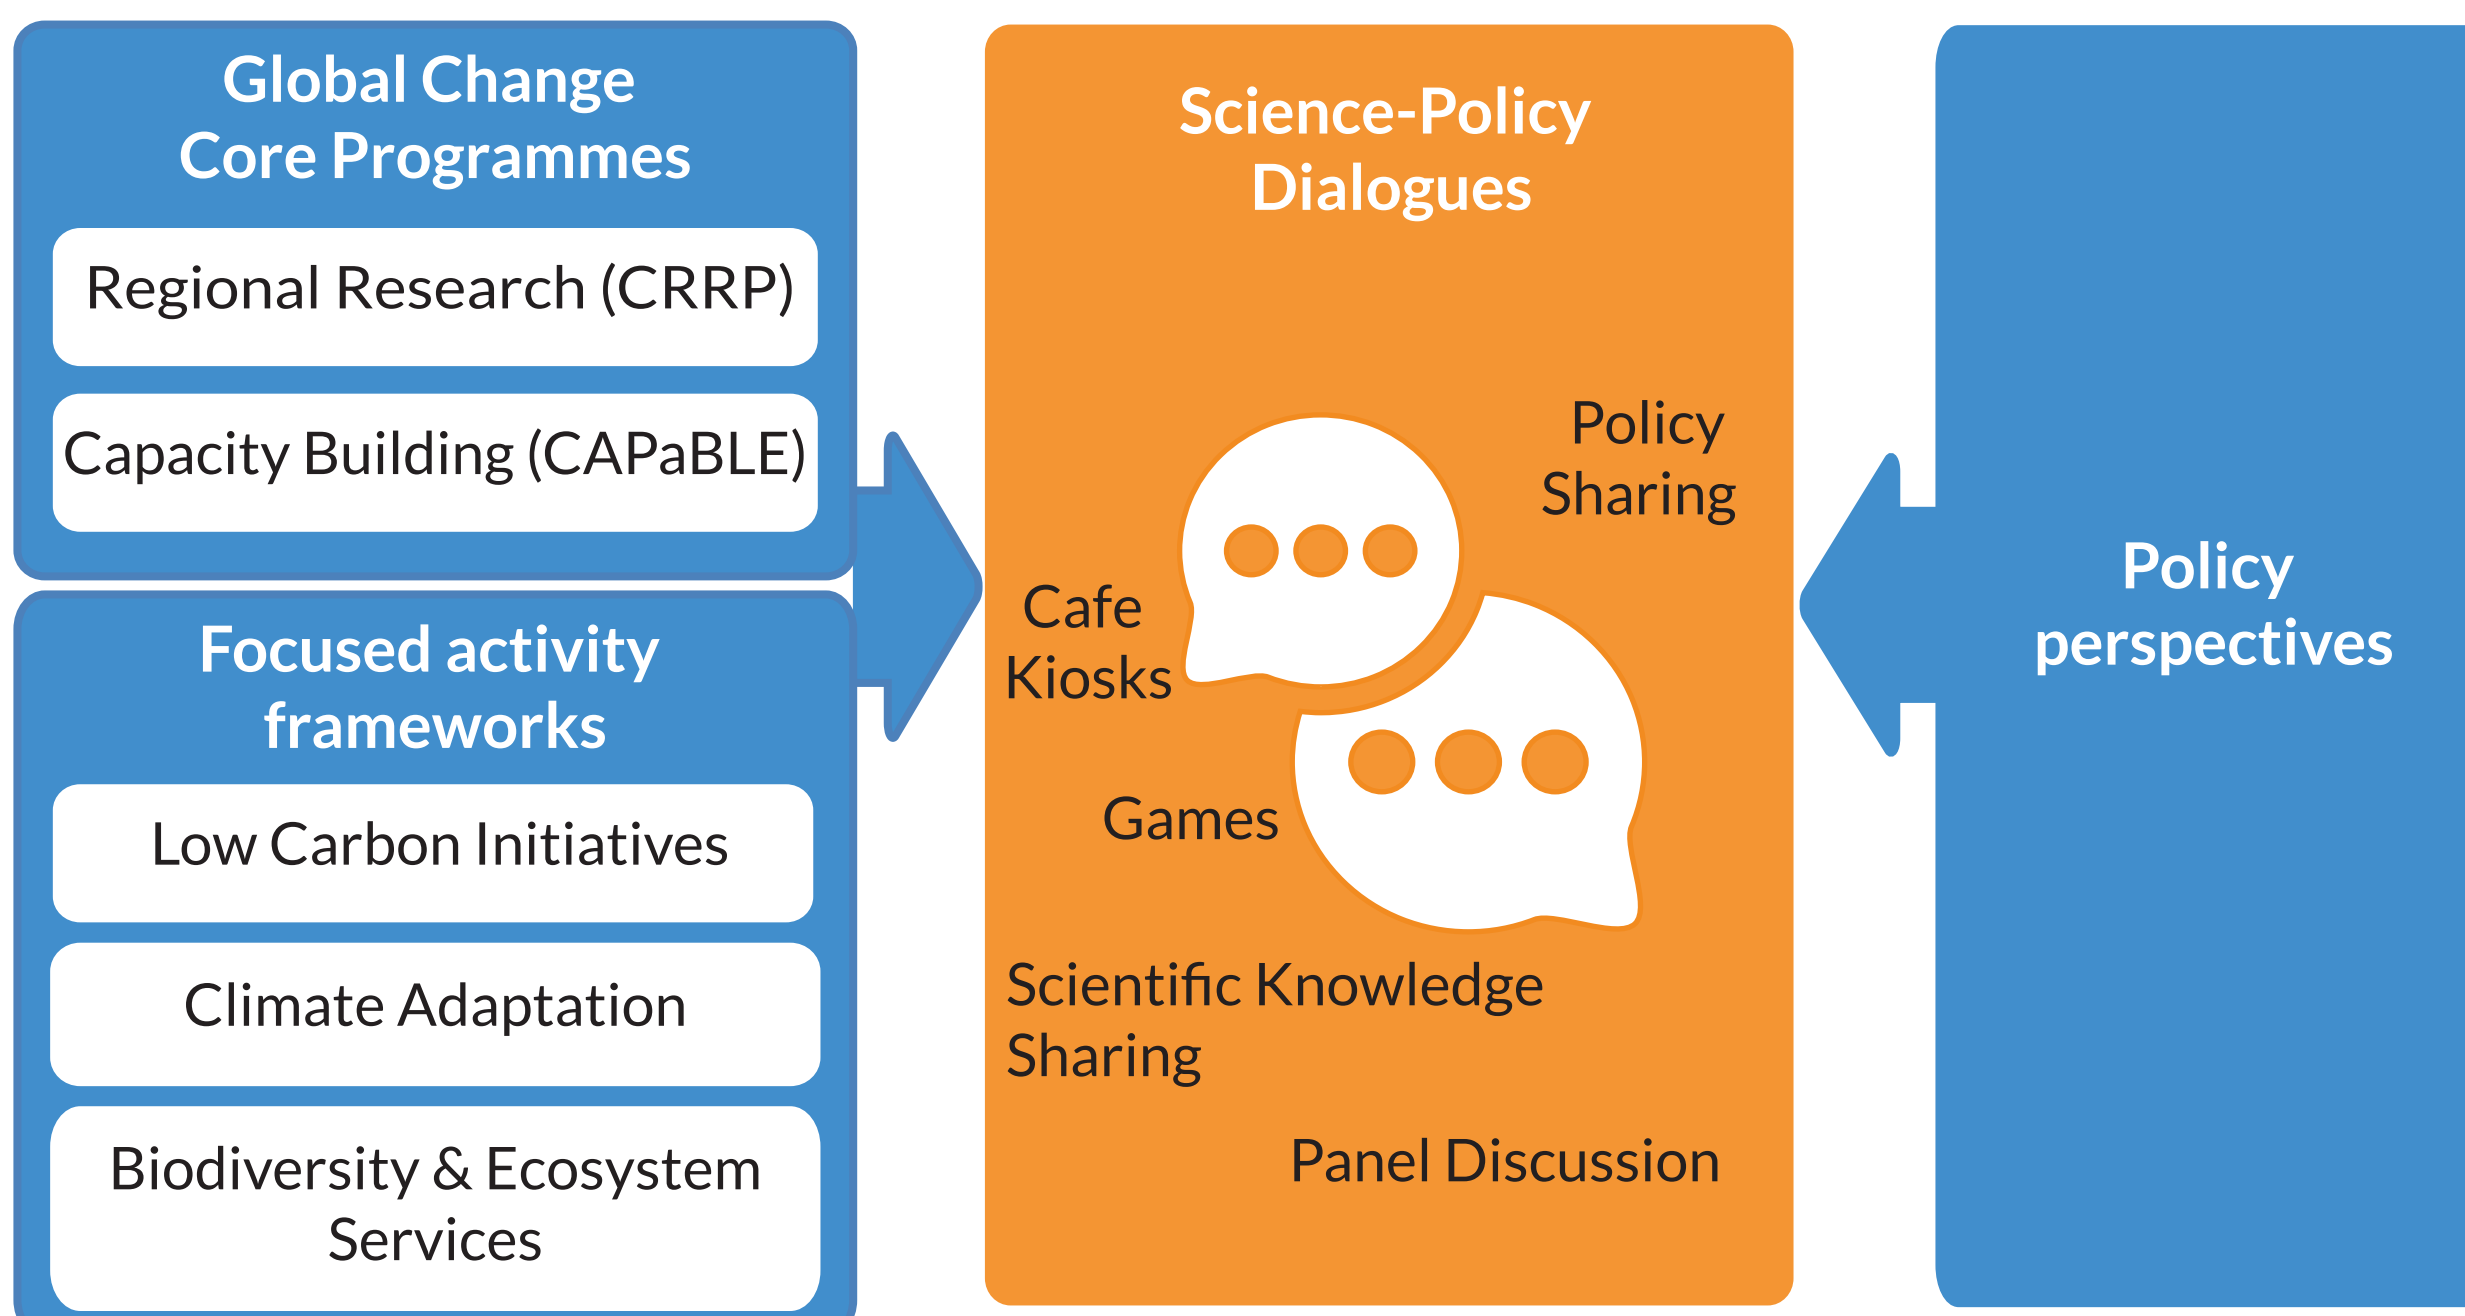 Global Change
Core Programmes
Regional Research (CRRP)
Capacity Building (CAPaBLE)
Focused activity
frameworks
Low Carbon Initiatives
Climate Adaptation
Biodiversity & Ecosystem
Services
Science-Policy
Dialogues
Policy
Sharing
Cafe
Kiosks
Games
Scientific Knowledge
Sharing
Panel Discussion
Policy
perspectives